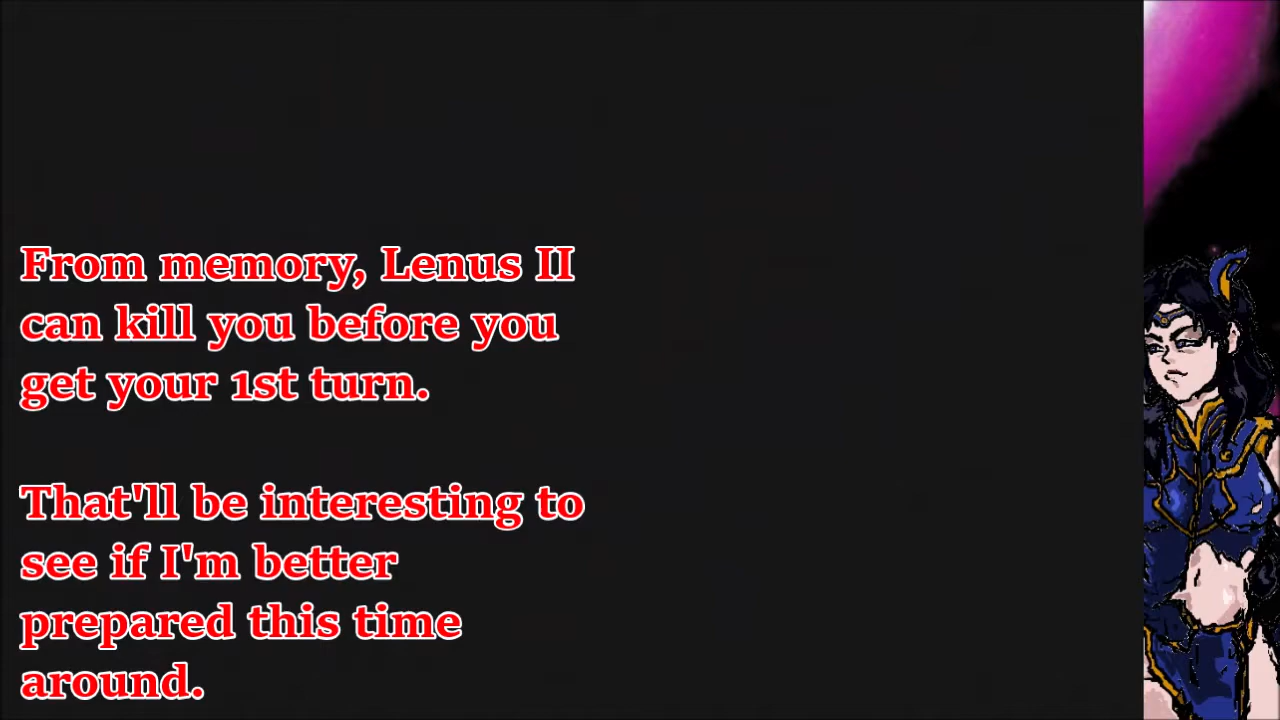 From memory, Lenus II
can kill you before you
get your 1st turn.
That'll be interesting to
see if I'm better
prepared this time
around.